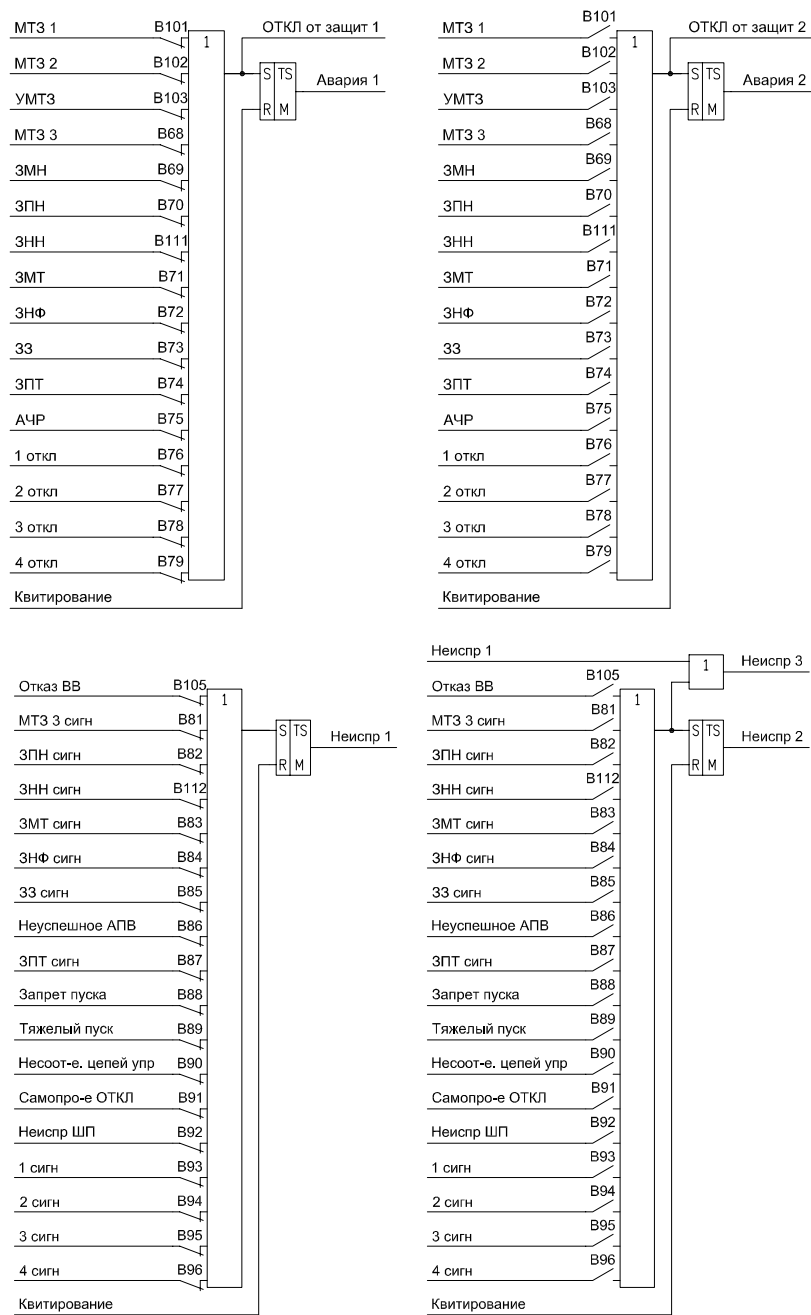 МТЗ 1 B101
МТЗ 2 B102
УМТЗ B103
МТЗ 3 B68
ЗМН B69
ЗПН B70
ЗНН B111
ЗМТ B71
ЗНФ B72
ЗЗ B73
ЗПТ B74
АЧР B75
1 откл B76
2 откл B77
3 откл B78
4 откл B79
Квитирование
1
ОТКЛ от защит 1
S TS
R M
Авария 1
МТЗ 1 B101
МТЗ 2 B102
УМТЗ B103
МТЗ 3 B68
ЗМН B69
ЗПН B70
ЗНН B111
ЗМТ B71
ЗНФ B72
ЗЗ B73
ЗПТ B74
АЧР B75
1 откл B76
2 откл B77
3 откл B78
4 откл B79
Квитирование
1
ОТКЛ от защит 2
S TS
R M
Авария 2
Отказ ВВ B105
МТЗ 3 сигн B81
ЗПН сигн B82
ЗНН сигн B112
ЗМТ сигн B83
ЗНФ сигн B84
ЗЗ сигн B85
Неуспешное АПВ B86
ЗПТ сигн B87
Запрет пуска B88
Тяжелый пуск B89
Несоот-е. цепей упр B90
Самопро-е ОТКЛ B91
Неиспр ШП B92
1 сигн B93
2 сигн B94
3 сигн B95
4 сигн B96
Квитирование
1
S TS
R M
Неиспр 1
Неиспр 1
Отказ ВВ B105
МТЗ 3 сигн B81
ЗПН сигн B82
ЗНН сигн B112
ЗМТ сигн B83
ЗНФ сигн B84
ЗЗ сигн B85
Неуспешное АПВ B86
ЗПТ сигн B87
Запрет пуска B88
Тяжелый пуск B89
Несоот-е. цепей упр B90
Самопро-е ОТКЛ B91
Неиспр ШП B92
1 сигн B93
2 сигн B94
3 сигн B95
4 сигн B96
Квитирование
1
1
Неиспр 3
S TS
R M
Неиспр 2